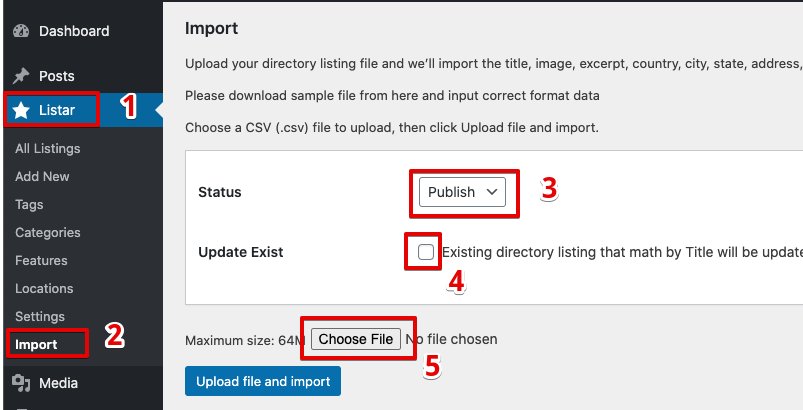 Dashboard
Posts
Listar
1
All Listings
Add New
Tags
Categories
Features
Locations
Settings
Import
2
Media
Import
Upload your directory listing file and we'll import the title, image, excerpt, country, city, state, address,
Please download sample file from here and input correct format data
Choose a CSV (.csv) file to upload, then click Upload file and import.
Status
Publish
3
Update Exist
Existing directory listing that math by Title will be update
4
Maximum size: 64M
Choose File
No file chosen
5
Upload file and import